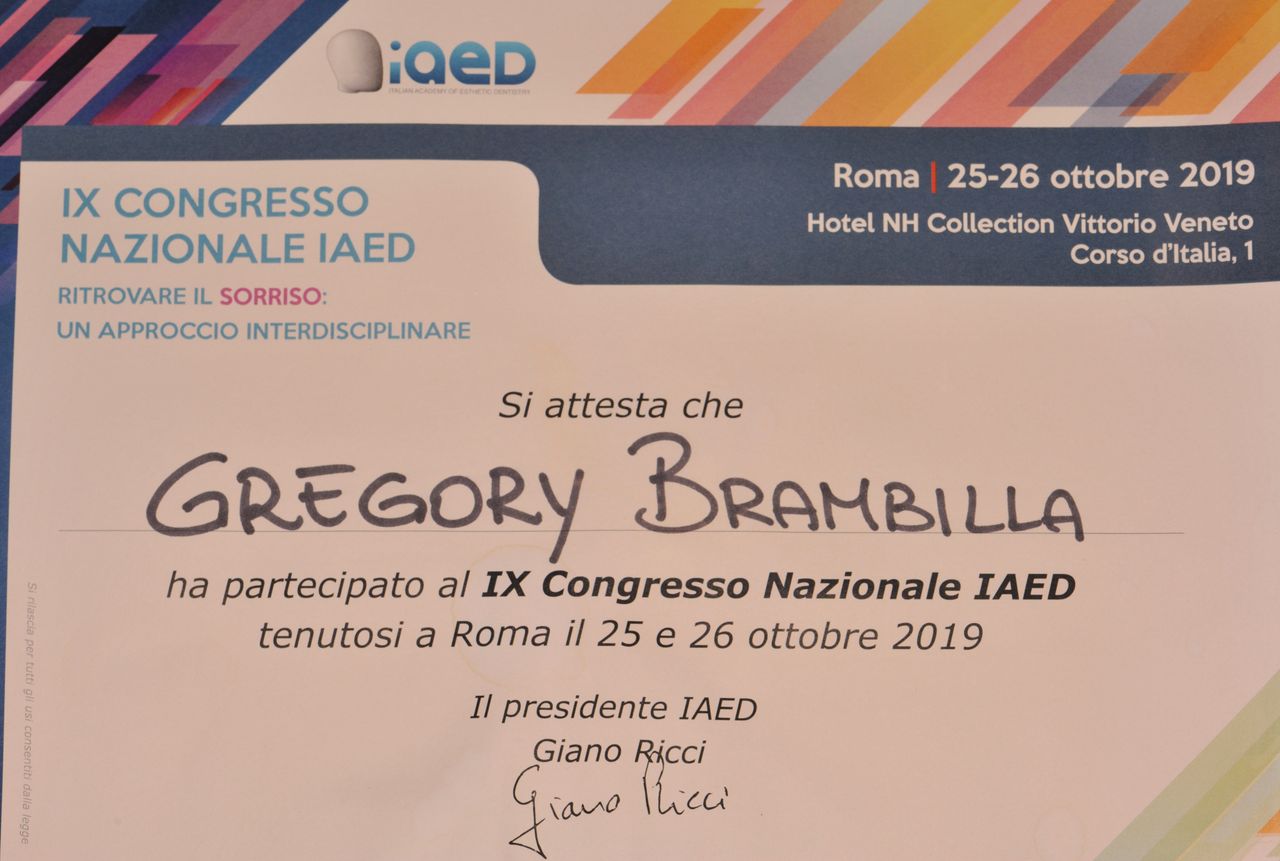 iaed
ITALIAN ACADEMY OF ESTHETIC DENTISTRY
Roma | 25-26 ottobre 2019
Hotel NH Collection Vittorio Veneto
Corso d'Italia, 1
IX CONGRESSO
NAZIONALE IAED
RITROVARE IL SORRISO:
UN APPROCCIO INTERDISCIPLINARE
Si attesta che
GREGORY BRAMBILLA
ha partecipato al IX Congresso Nazionale IAED
tenutosi a Roma il 25 e 26 ottobre 2019
Il presidente IAED
Giano Ricci
Giano Ricci
Si rilascia per tutti gli usi consentiti dalla legge